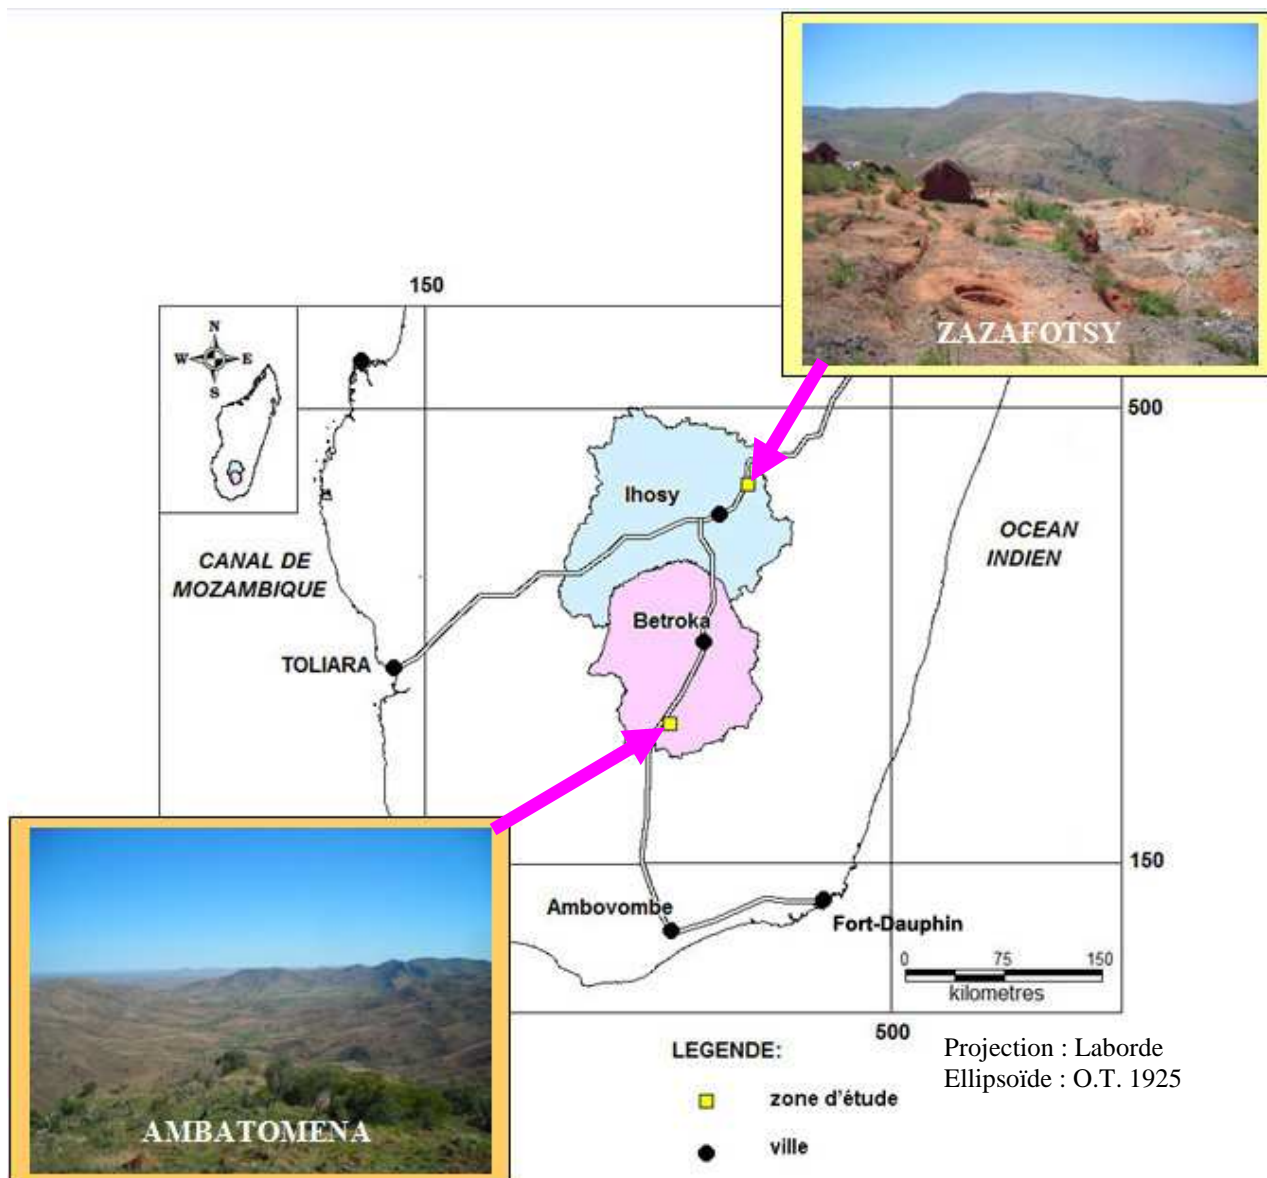 ZAZAFOTSY
150
N
W E
S
500
Ihosy
OCEAN
INDIEN
CANAL DE
MOZAMBIQUE
Betroka
TOLIARA
150
Ambovombe
Fort-Dauphin
0 75 150
kilometres
500
LEGENDE:
Projection : Laborde
Ellipsoïde : O.T. 1925
zone d'étude
AMBATOMENA
ville